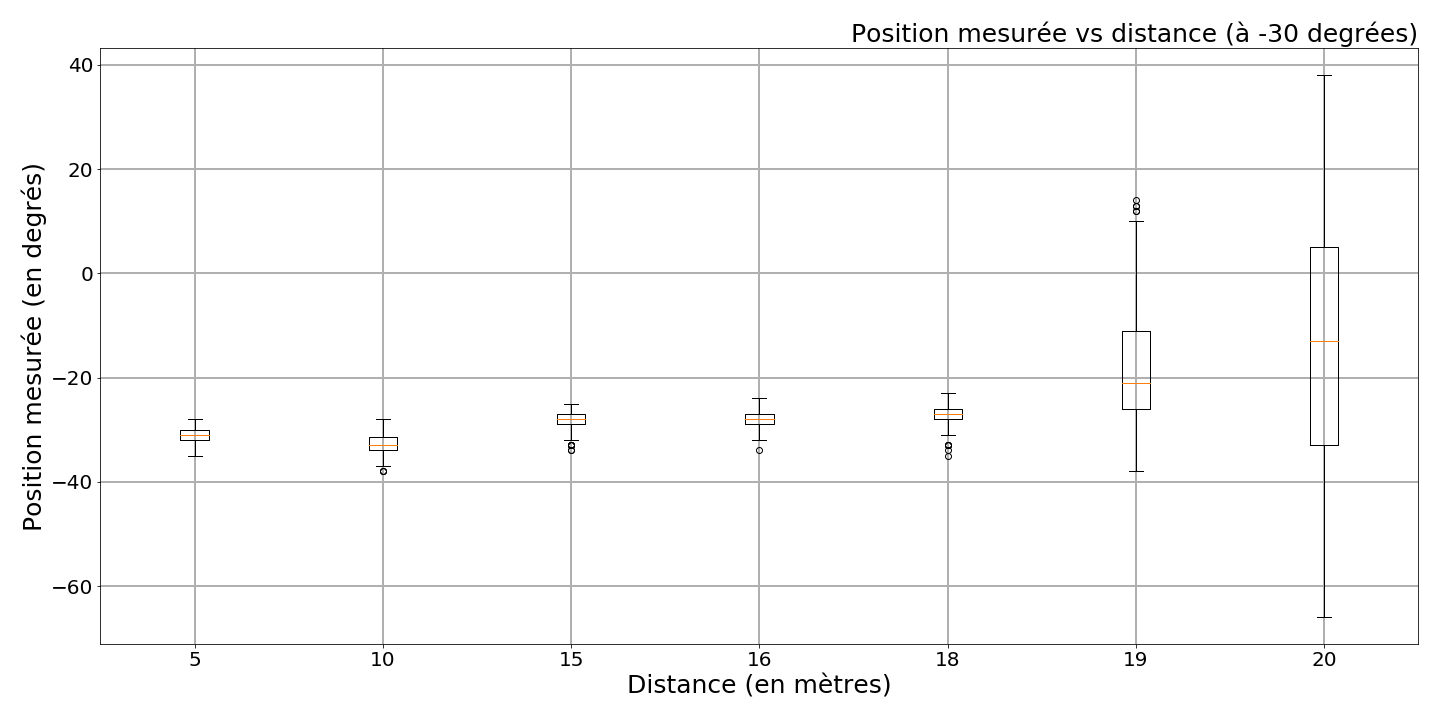 Position mesurée vs distance (à -30 degrées)
Position mesurée (en degrés)
40
20
0
−20
−40
−60
5 10 15 16 18 19 20
Distance (en mètres)